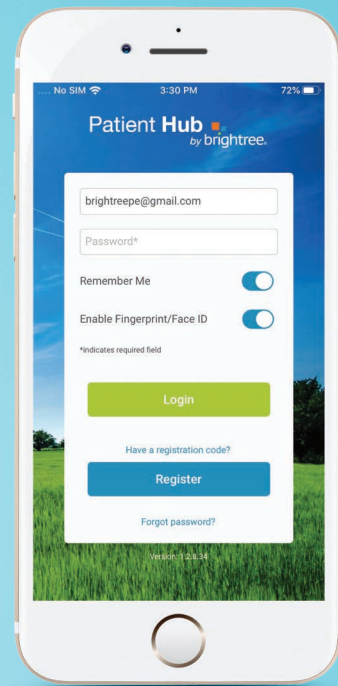 .... No SIM 3:30 PM 72%
Patient Hub
by brightree.
brightreepe@gmail.com
Password*
Remember Me
Enable Fingerprint/Face ID
*indicates required field
Login
Have a registration code?
Register
Forgot password?
Version: 1.2.8.34